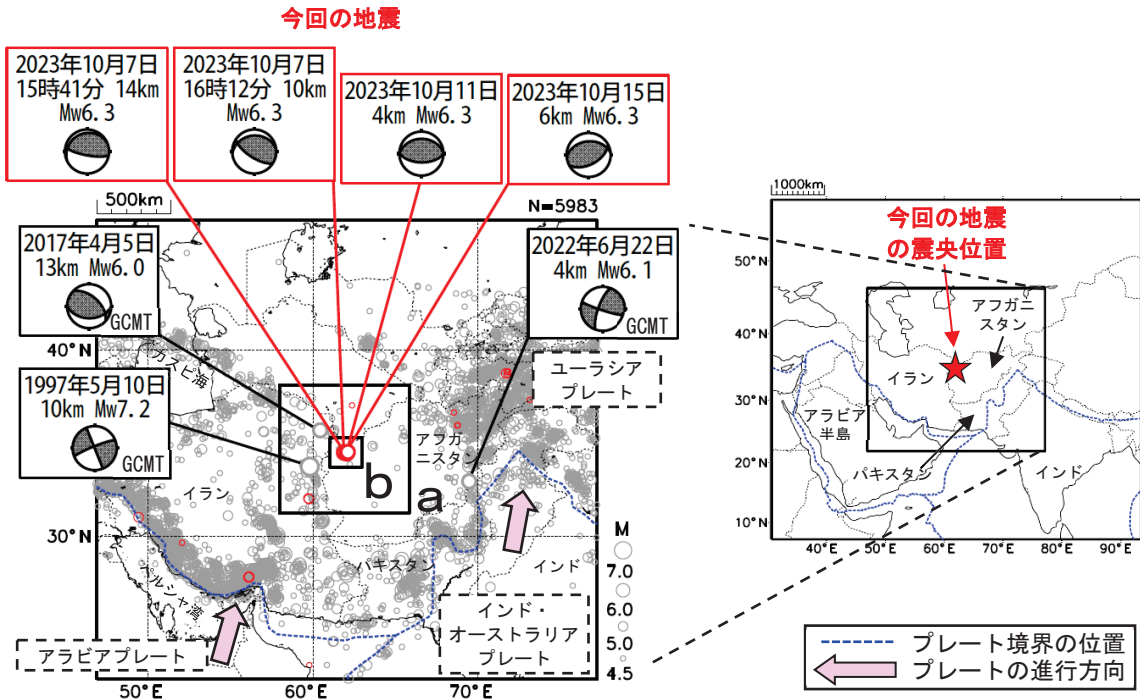 今回の地震
2023年10月7日
15時41分 14km
Mw6.3
2023年10月7日
16時12分 10km
Mw6.3
2023年10月11日
4km Mw6.3
2023年10月15日
6km Mw6.3
500km
N=5983
2017年4月5日
13km Mw6.0
GCMT
1997年5月10日
10km Mw7.2
GCMT
2022年6月22日
4km Mw6.1
GCMT
ユーラシア
プレート
カスピ海
アフガ
ニスタン
イラン
b
a
パキスタン
インド
ペルシャ湾
アラビアプレート
インド・
オーストラリア
プレート
40°N
30°N
50°E
60°E
70°E
M
7.0
6.0
5.0
4.5
1000km
今回の地震
の震央位置
アフガニ
スタン
イラン
アラビア
半島
パキスタン
インド
50°N
40°N
30°N
20°N
10°N
40°E
50°E
60°E
70°E
80°E
90°E
プレート境界の位置
プレートの進行方向